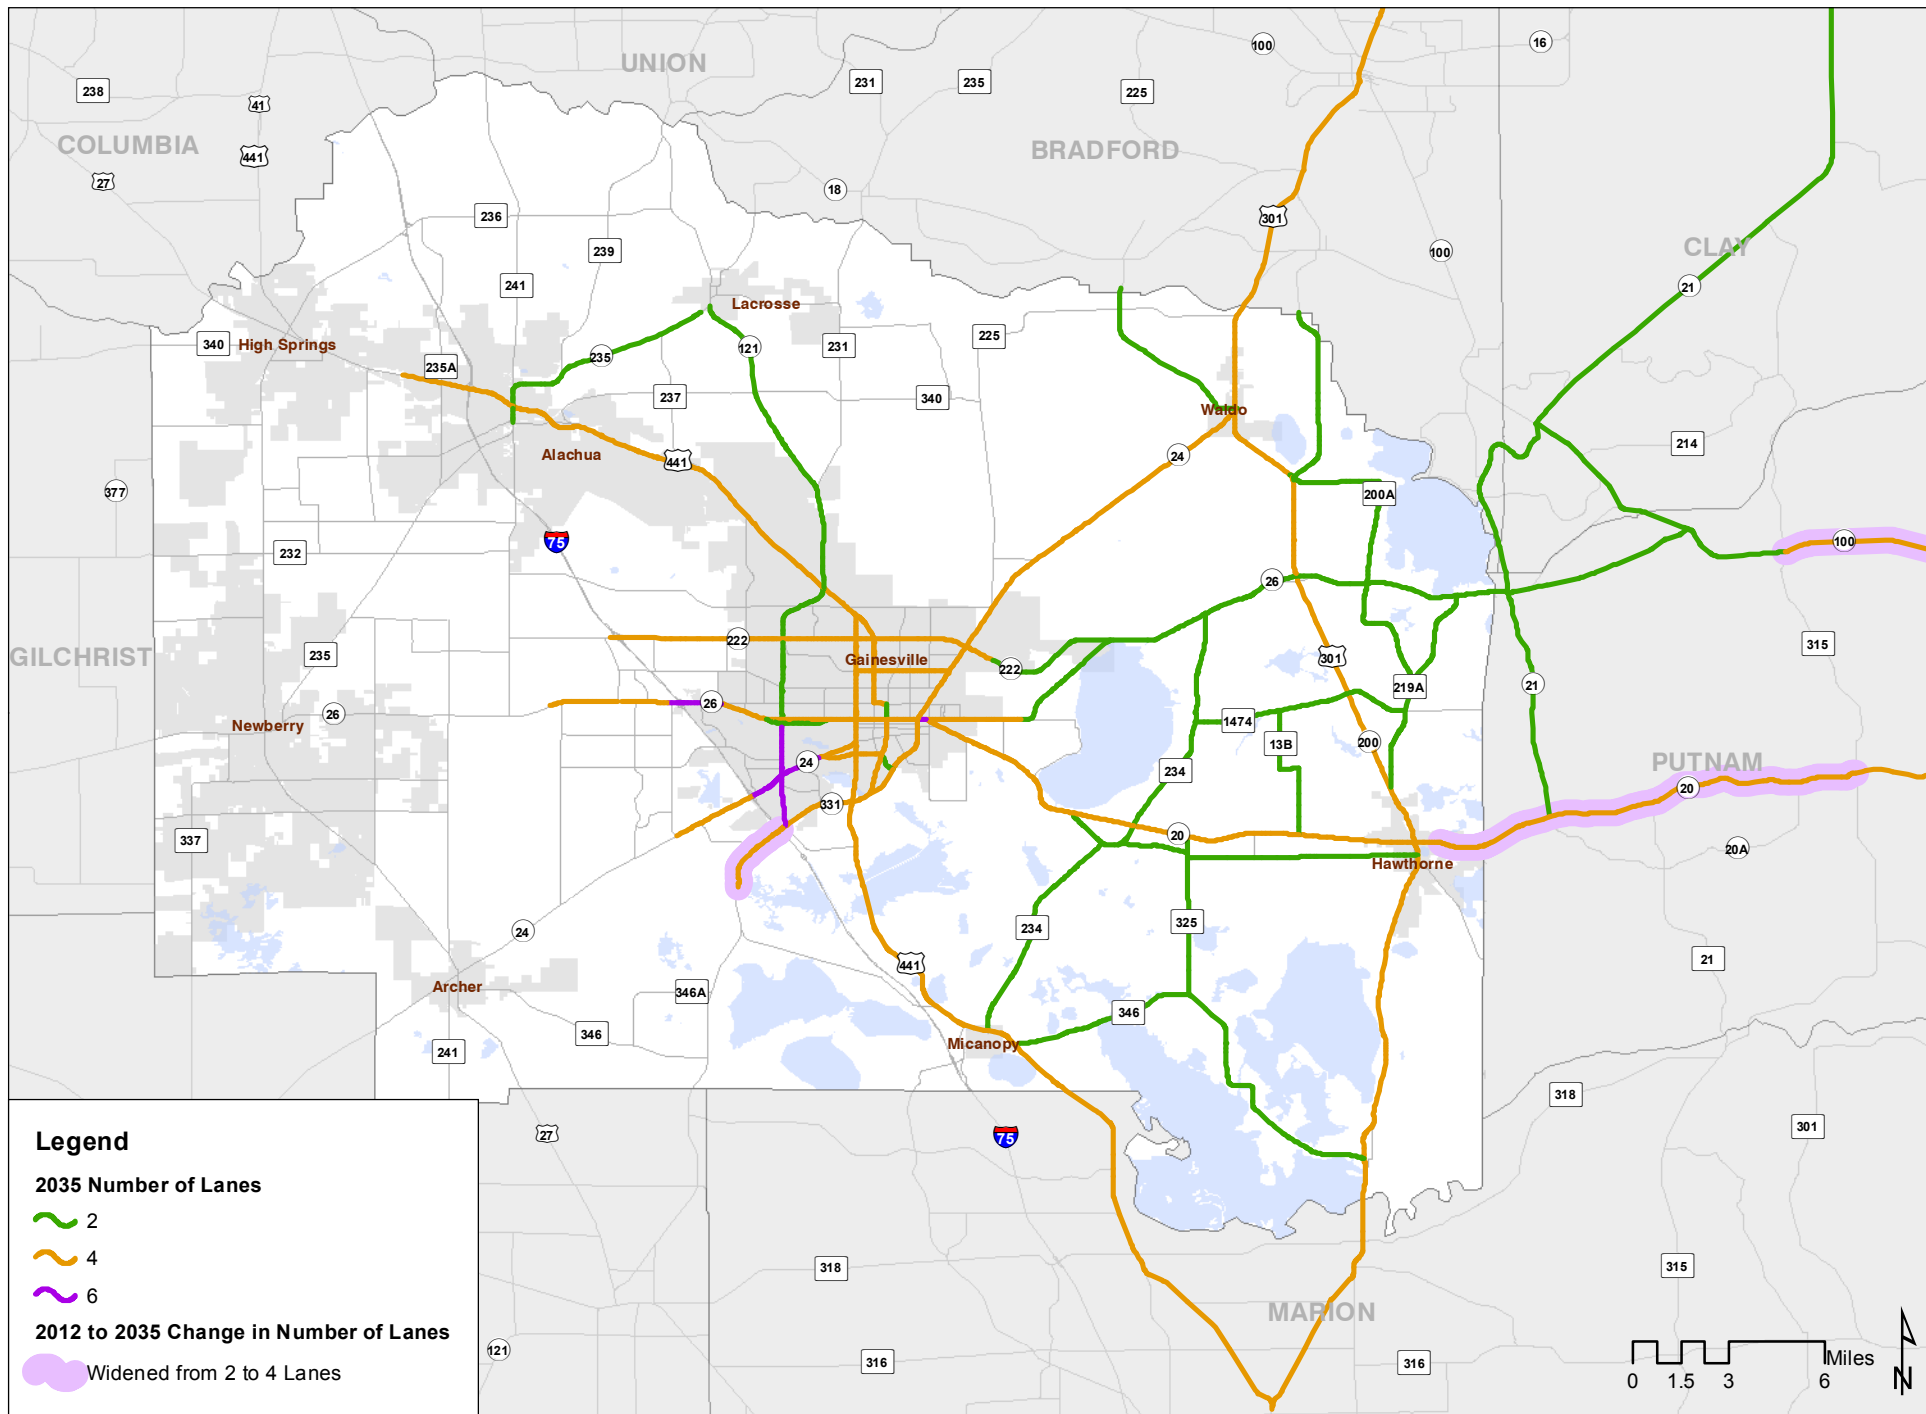 100
16
UNION
238
231
235
225
41
COLUMBIA
441
BRADFORD
27
18
236
301
239
100
CLAY
241
21
Lacrosse
340
High Springs
121
231
225
235
235A
237
340
Waldo
214
Alachua
441
24
377
200A
75
100
232
26
222
315
GILCHRIST
235
Gainesville
301
222
21
219A
26
26
1474
Newberry
13B
200
24
234
PUTNAM
20
331
20
337
20A
Hawthorne
325
234
24
21
441
Archer
346A
346
346
Micanopy
241
318
301
27
75
Legend
2035 Number of Lanes
2
4
6
2012 to 2035 Change in Number of Lanes
Widened from 2 to 4 Lanes
318
315
MARION
121
316
316
Miles
0 1.5 3 6
N